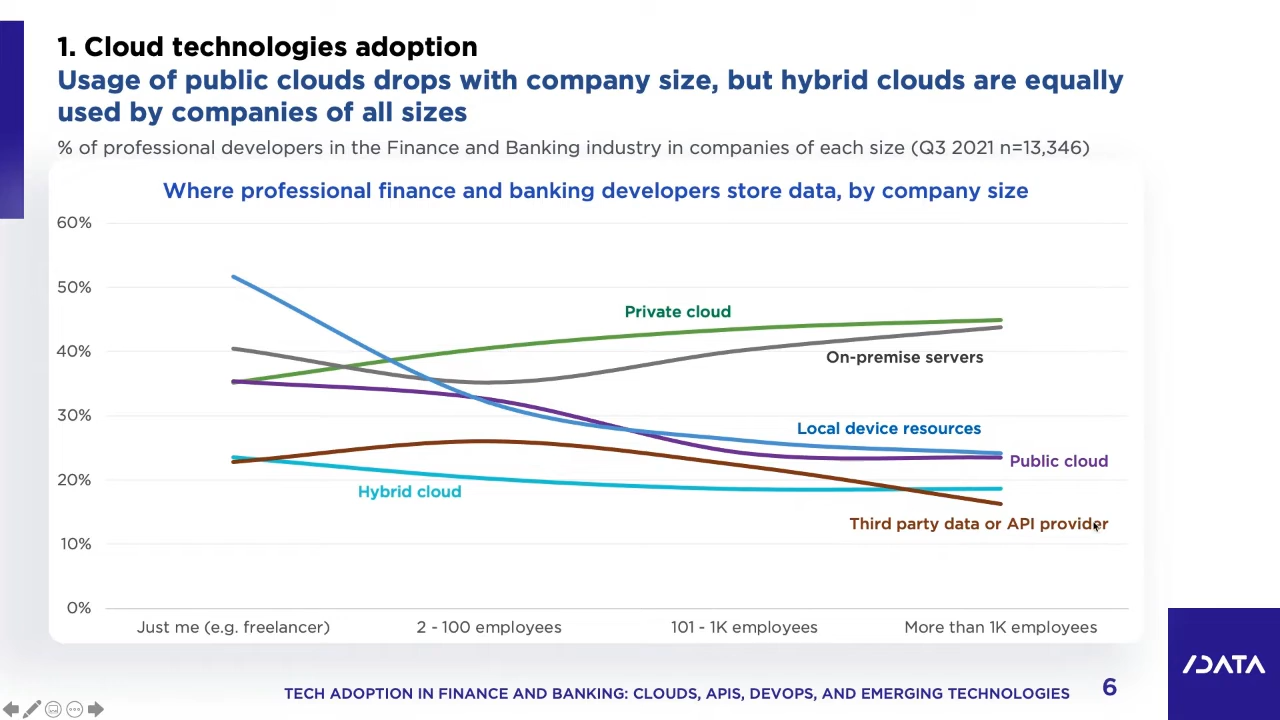 1. Cloud technologies adoption
Usage of public clouds drops with company size, but hybrid clouds are equally
used by companies of all sizes
% of professional developers in the Finance and Banking industry in companies of each size (Q3 2021 n=13,346)
Where professional finance and banking developers store data, by company size
60%
50%
40%
30%
20%
10%
0%
Private cloud
On-premise servers
Local device resources
Public cloud
Hybrid cloud
Third party data or API provider
Just me (e.g. freelancer)
2 - 100 employees
101 - 1K employees
More than 1K employees
TECH ADOPTION IN FINANCE AND BANKING: CLOUDS, APIS, DEVOPS, AND EMERGING TECHNOLOGIES
6
/DATA